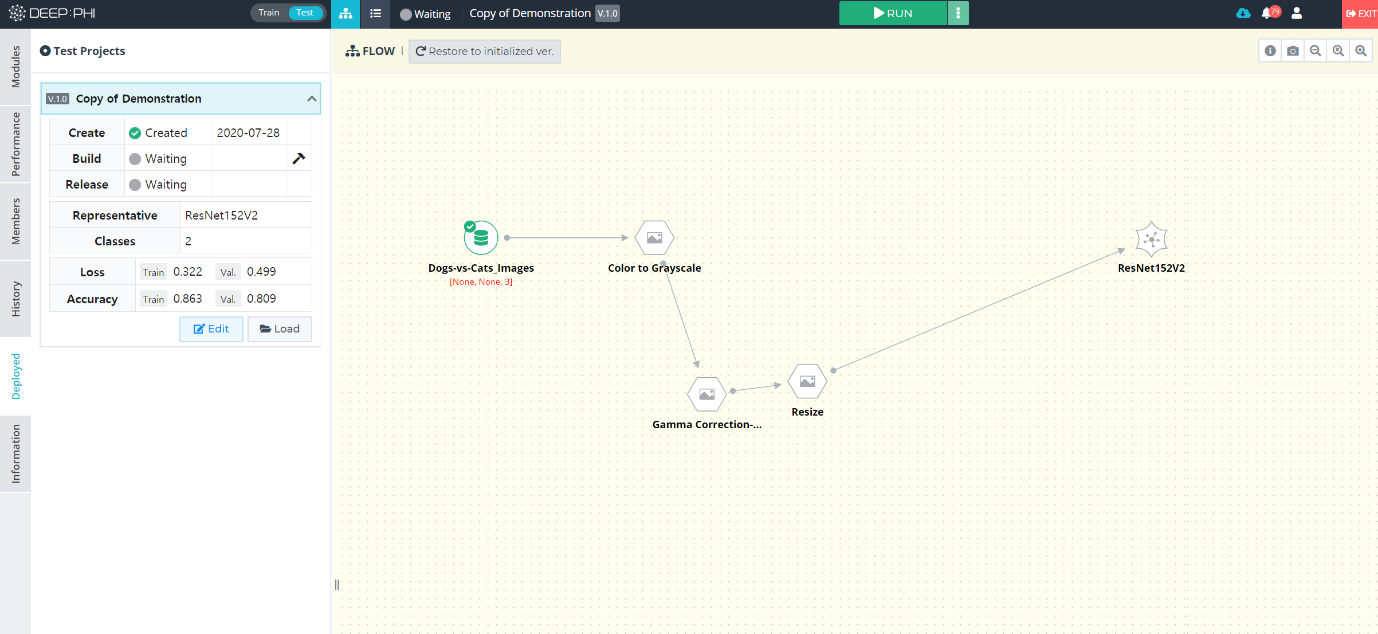 DEEP:PHI
Train Test
Waiting Copy of Demonstration V.1.0
RUN
79
EXIT
Modules
Performance
Members
History
Deployed
Information
Test Projects
V.1.0 Copy of Demonstration
Create Created 2020-07-28
Build Waiting
Release Waiting
Representative ResNet152V2
Classes 2
Loss Train 0.322 Val. 0.499
Accuracy Train 0.863 Val. 0.809
Edit Load
FLOW Restore to initialized ver.
Dogs-vs-Cats_Images
[None, None, 3]
Color to Grayscale
ResNet152V2
Gamma Correction-...
Resize